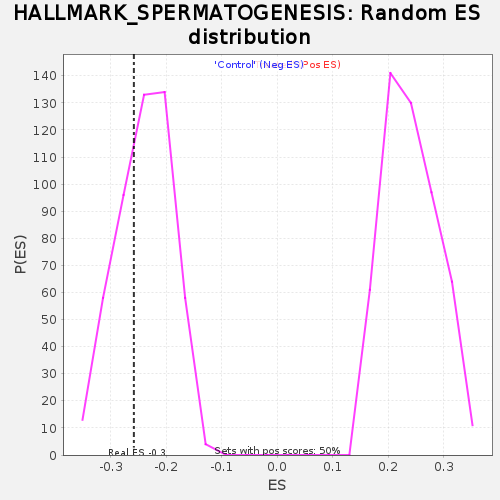 HALLMARK_SPERMATOGENESIS: Random ES
distribution
'Control' (Neg ES) Pos ES)
140
130
120
110
100
90
80
70
60
50
40
30
20
10
0
P(ES)
Real ES -0.3
Sets with pos scores: 50%
-0.3 -0.2 -0.1 0.0 0.1 0.2 0.3
ES